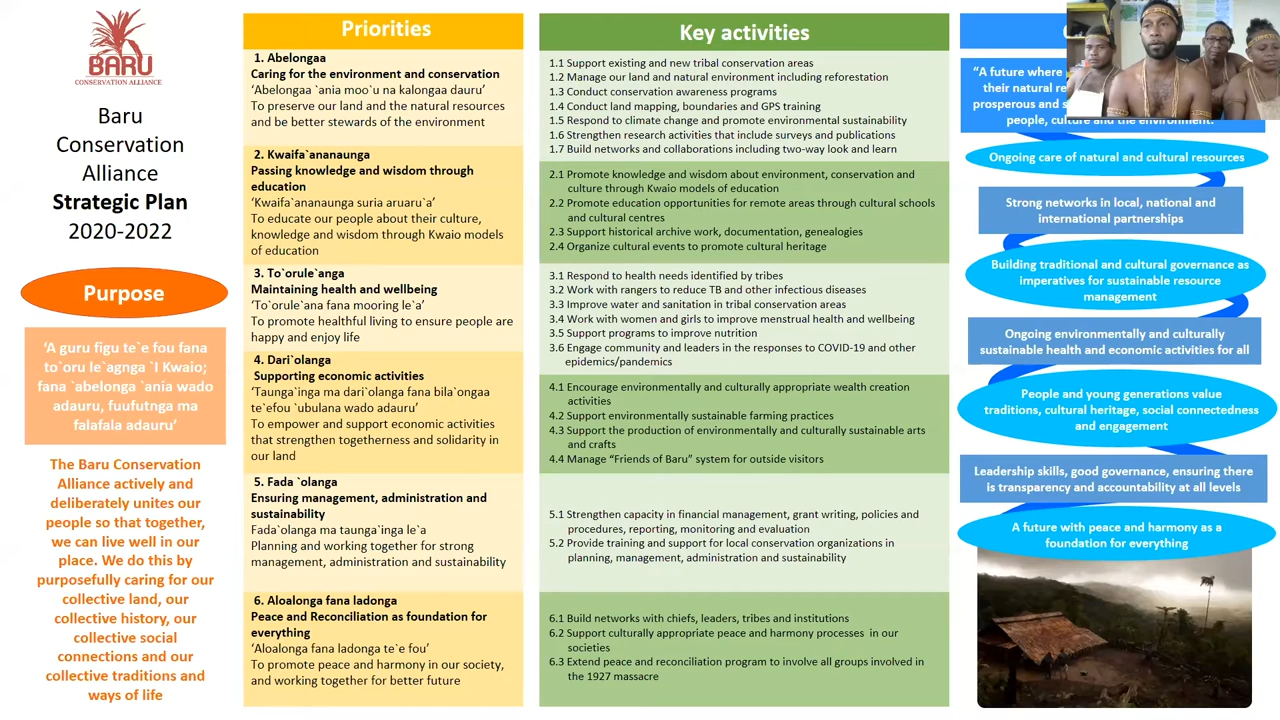 BARU
CONSERVATION ALLIANCE
Baru
Conservation
Alliance
Strategic Plan
2020-2022
Purpose
‘A guru figu te`e fou fana
to`oru le`agnga `I Kwaio;
fana `abelonga `ania wado
adauru, fuufutnga ma
falafala adauru’
The Baru Conservation
Alliance actively and
deliberately unites our
people so that together,
we can live well in our
place. We do this by
purposefully caring for our
collective land, our
collective history, our
collective social
connections and our
collective traditions and
ways of life
Priorities
1. Abelongaa
Caring for the environment and conservation
‘Abelongaa `ania moo`u na kalongaa dauru’
To preserve our land and the natural resources
and be better stewards of the environment
2. Kwaifa`ananaunga
Passing knowledge and wisdom through
education
‘Kwaifa`ananaunga suria aruaru`a’
To educate our people about their culture,
knowledge and wisdom through Kwaio models
of education
3. To`orule`anga
Maintaining health and wellbeing
‘To`orule`ana fana mooring le`a’
To promote healthful living to ensure people are
happy and enjoy life
4. Dari`olanga
Supporting economic activities
‘Taunga`inga ma dari`olanga fana bila`ongaa
te`efou `ubulana wado adauru’
To empower and support economic activities
that strengthen togetherness and solidarity in
our land
5. Fada `olanga
Ensuring management, administration and
sustainability
Fada`olanga ma taunga`inga le`a
Planning and working together for strong
management, administration and sustainability
6. Aloalonga fana ladonga
Peace and Reconciliation as foundation for
everything
‘Aloalonga fana ladonga te`e fou’
To promote peace and harmony in our society,
and working together for better future
Key activities
1.1 Support existing and new tribal conservation areas
1.2 Manage our land and natural environment including reforestation
1.3 Conduct conservation awareness programs
1.4 Conduct land mapping, boundaries and GPS training
1.5 Respond to climate change and promote environmental sustainability
1.6 Strengthen research activities that include surveys and publications
1.7 Build networks and collaborations including two-way look and learn
2.1 Promote knowledge and wisdom about environment, conservation and
culture through Kwaio models of education
2.2 Promote education opportunities for remote areas through cultural schools
and cultural centres
2.3 Support historical archive work, documentation, genealogies
2.4 Organize cultural events to promote cultural heritage
3.1 Respond to health needs identified by tribes
3.2 Work with rangers to reduce TB and other infectious diseases
3.3 Improve water and sanitation in tribal conservation areas
3.4 Work with women and girls to improve menstrual health and wellbeing
3.5 Support programs to improve nutrition
3.6 Engage community and leaders in the responses to COVID-19 and other
epidemics/pandemics
4.1 Encourage environmentally and culturally appropriate wealth creation
activities
4.2 Support environmentally sustainable farming practices
4.3 Support the production of environmentally and culturally sustainable arts
and crafts
4.4 Manage “Friends of Baru” system for outside visitors
5.1 Strengthen capacity in financial management, grant writing, policies and
procedures, reporting, monitoring and evaluation
5.2 Provide training and support for local conservation organizations in
planning, management, administration and sustainability
6.1 Build networks with chiefs, leaders, tribes and institutions
6.2 Support culturally appropriate peace and harmony processes in our
societies
6.3 Extend peace and reconciliation program to involve all groups involved in
the 1927 massacre
“A future where
their natural
prosperous and
people, culture and the environment.
Ongoing care of natural and cultural resources
Strong networks in local, national and
international partnerships
Building traditional and cultural governance as
imperatives for sustainable resource
management
Ongoing environmentally and culturally
sustainable health and economic activities for all
People and young generations value
traditions, cultural heritage, social connectedness
and engagement
Leadership skills, good governance, ensuring there
is transparency and accountability at all levels
A future with peace and harmony as a
foundation for everything